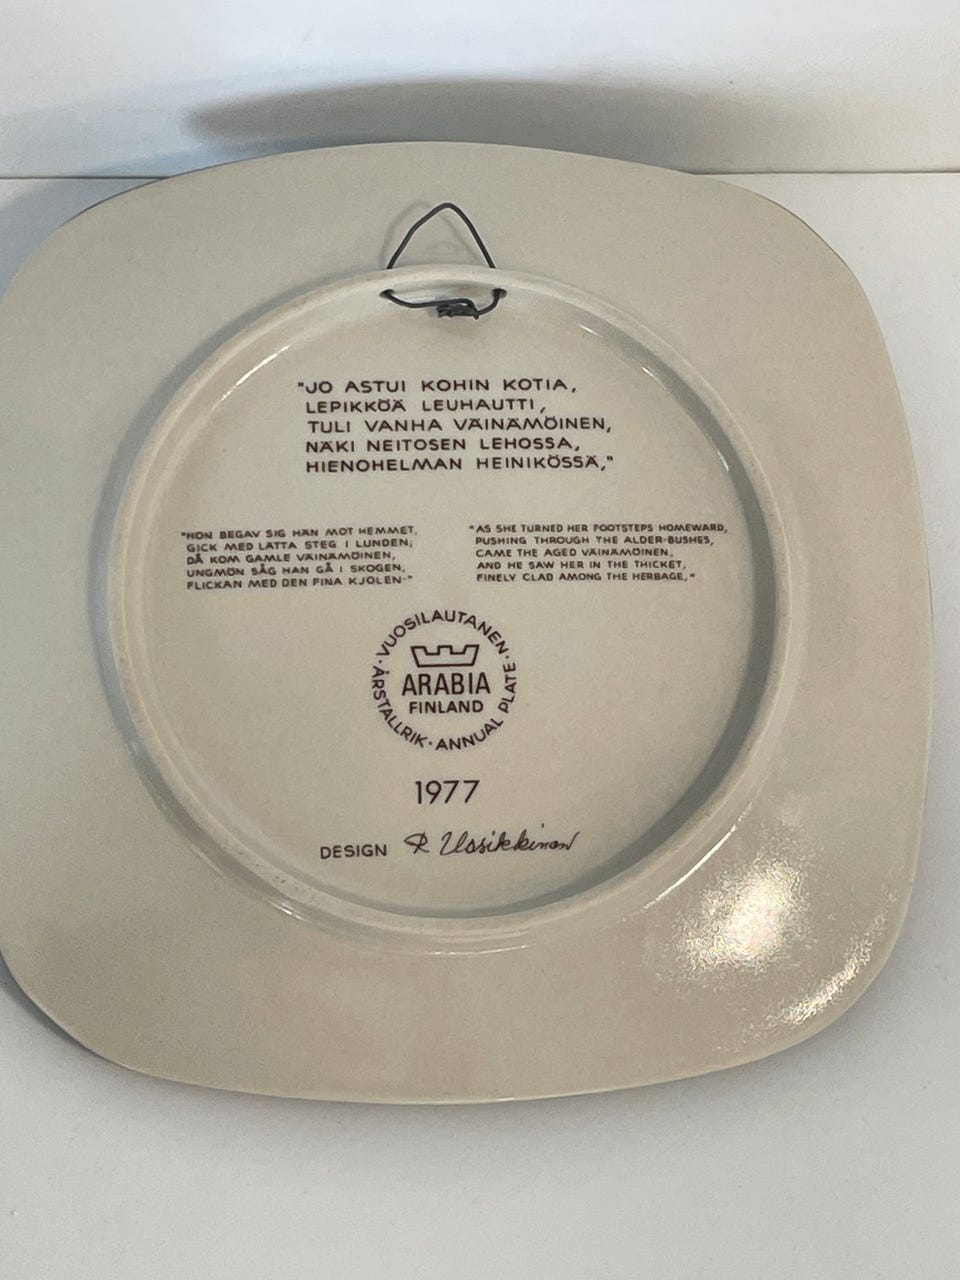 "JO ASTUI KOHIN KOTIA,
LEPIKKÖÄ LEUHAUTTI,
TULI VANHA VÄINÄMÖINEN,
NÄKI NEITOSEN LEHOSSA,
HIENOHELMAN HEINIKÖSSÄ,"
"HON BEGAV SIG HÄN MOT HEMMET,
GICK MED LÄTTA STEG I LUNDEN;
DÅ KOM GAMLE VÄINÄMÖINEN,
UNGMÖN SÅG HAN GÅ I SKOGEN,
FLICKAN MED DEN FINA KJOLEN-"
"AS SHE TURNED HER FOOTSTEPS HOMEWARD,
PUSHING THROUGH THE ALDER-BUSHES,
CAME THE AGED VÄINÄMÖINEN,
AND HE SAW HER IN THE THICKET,
FINELY CLAD AMONG THE HERBAGE,"
VUOSILAUTANEN · ANNUAL PLATE · ÅRSTALLRIK ·
ARABIA
FINLAND
1977
DESIGN R Uosikkinen